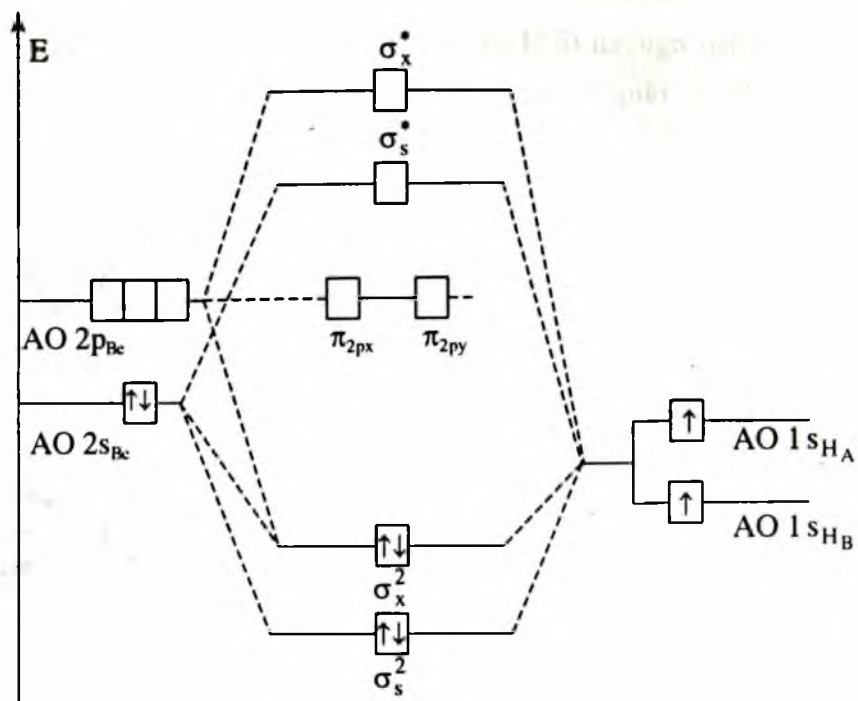 E
σ*x
σ*s
π2px π2py
AO 2pBe
↑↓
AO 2sBe
↑ AO 1sHA
↑ AO 1sHB
↑↓
σ2x
↑↓
σ2s